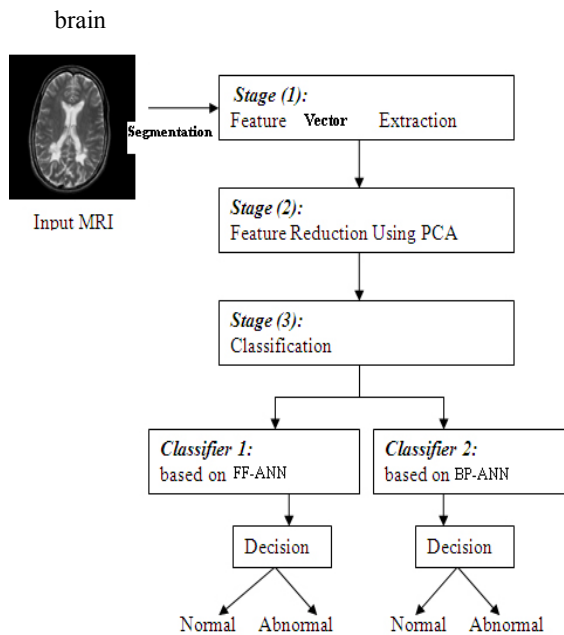 brain
Stage (1):
Feature Vector Extraction
Segmentation
Input MRI
Stage (2):
Feature Reduction Using PCA
Stage (3):
Classification
Classifier 1:
based on FF-ANN
Classifier 2:
based on BP-ANN
Decision
Decision
Normal Abnormal
Normal Abnormal